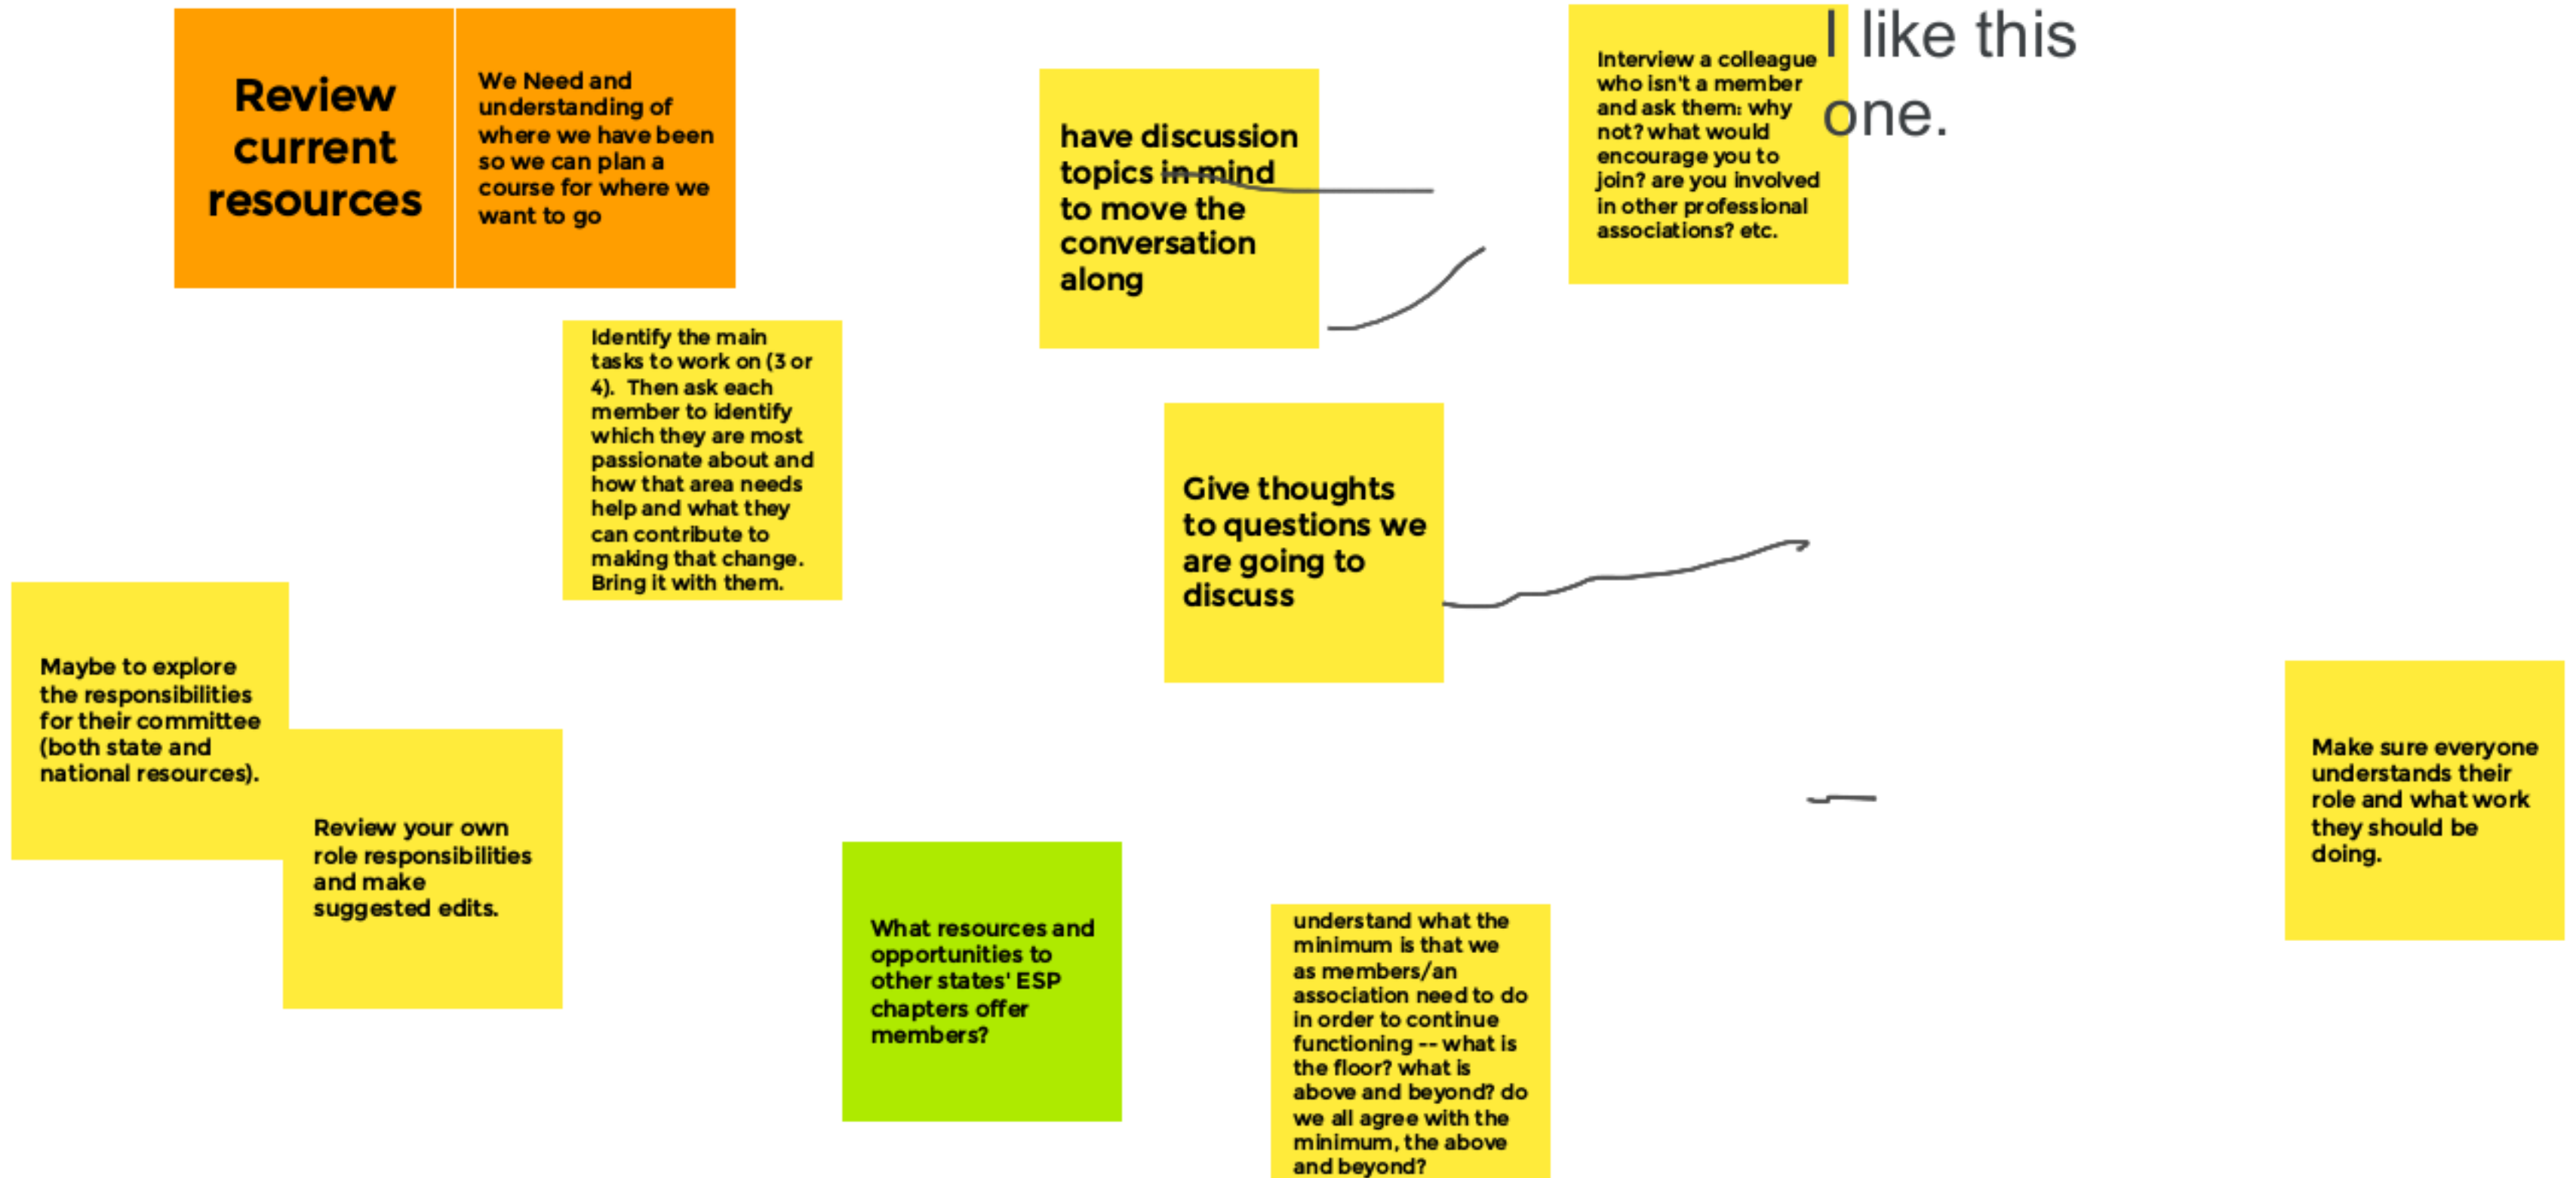 Review
current
resources
We Need and
understanding of
where we have been
so we can plan a
course for where we
want to go
have discussion
topics in mind
to move the
conversation
along
Interview a colleague
who isn't a member
and ask them: why
not? what would
encourage you to
join? are you involved
in other professional
associations? etc.
I like this
one.
Identify the main
tasks to work on (3 or
4).  Then ask each
member to identify
which they are most
passionate about and
how that area needs
help and what they
can contribute to
making that change.
Bring it with them.
Give thoughts
to questions we
are going to
discuss
Maybe to explore
the responsibilities
for their committee
(both state and
national resources).
Review your own
role responsibilities
and make
suggested edits.
What resources and
opportunities to
other states' ESP
chapters offer
members?
understand what the
minimum is that we
as members/an
association need to do
in order to continue
functioning -- what is
the floor? what is
above and beyond? do
we all agree with the
minimum, the above
and beyond?
Make sure everyone
understands their
role and what work
they should be
doing.